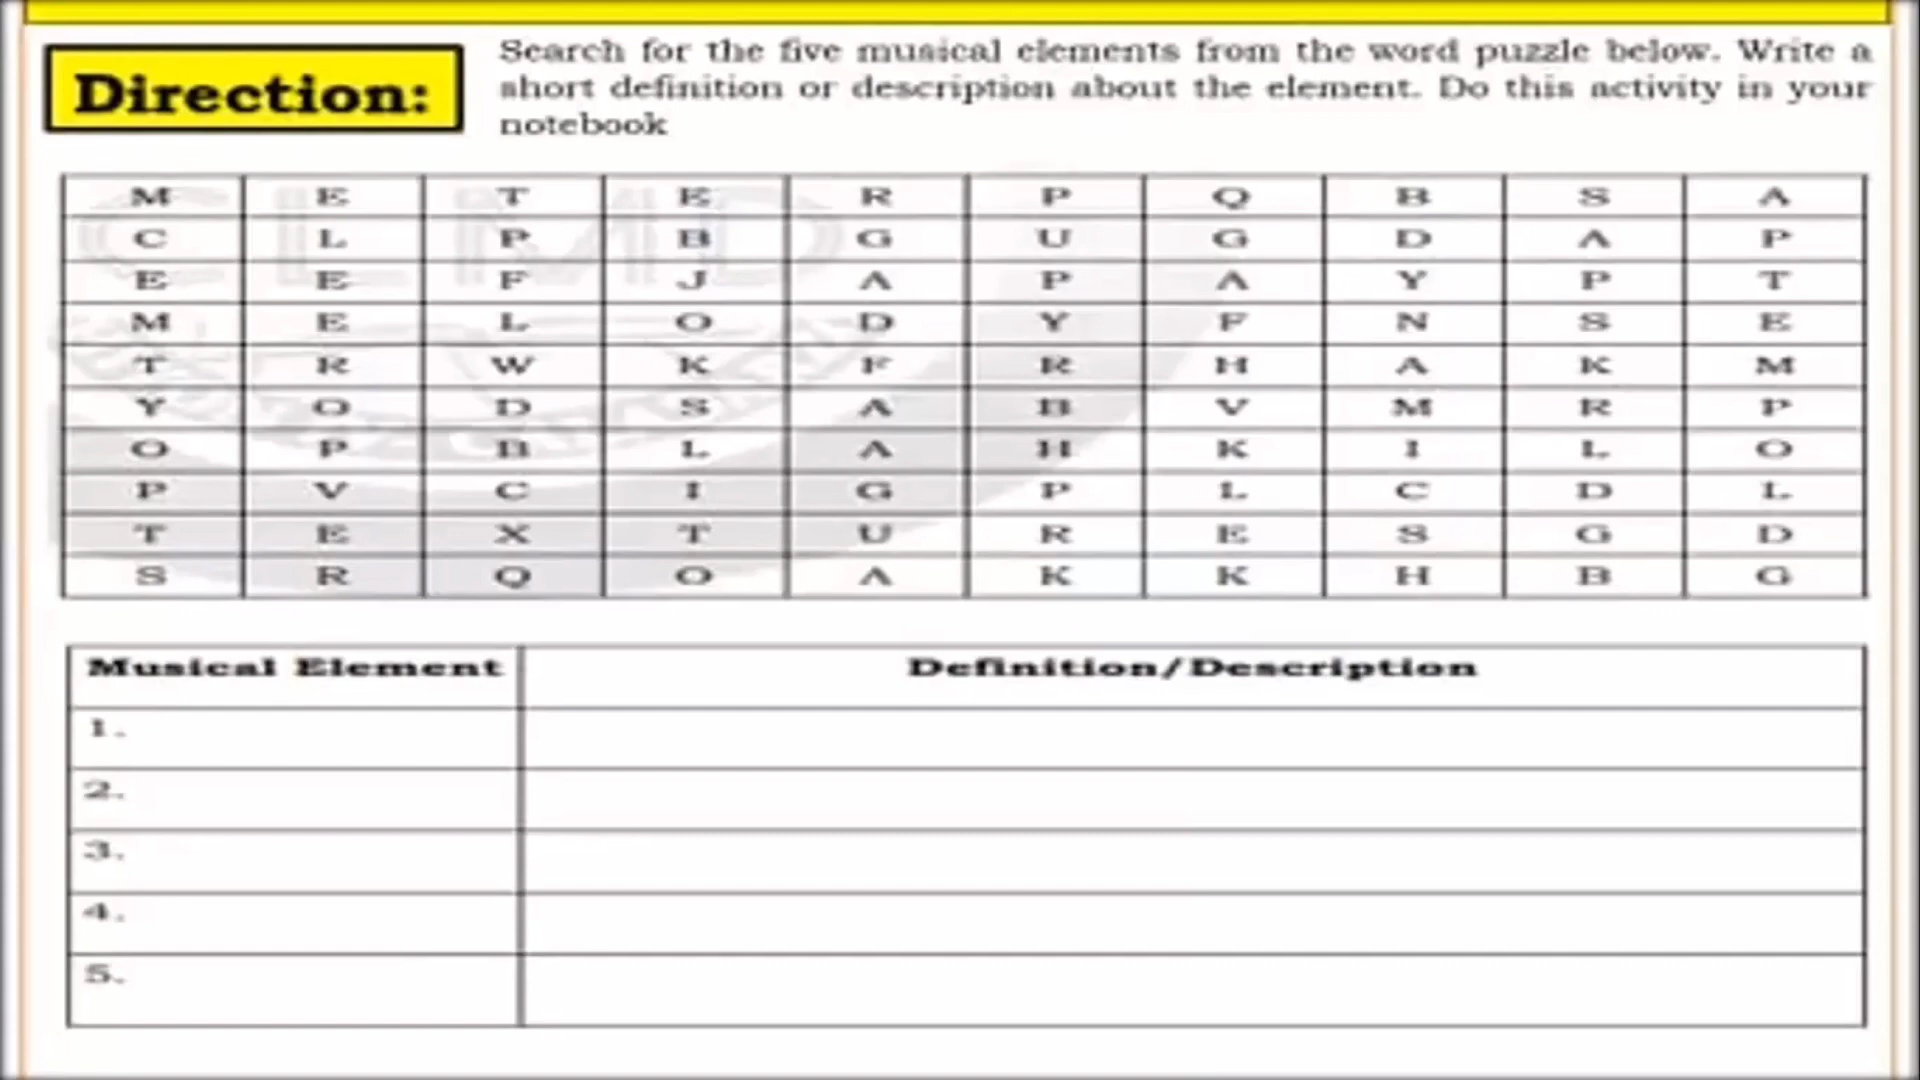 Direction:
Search for the five musical elements from the word puzzle below. Write a
short definition or description about the element. Do this activity in your
notebook
M E T E R P Q B S A
C L P B G U G D A P
E E F J A P A Y P T
M E L O D Y F N S E
T R W K F R H A K M
Y O D S A B V M R P
O P B L A H K I L O
P V C I G P L C D L
T E X T U R E S G D
S R Q O A K K H B G
Musical Element Definition/Description
1.
2.
3.
4.
5.